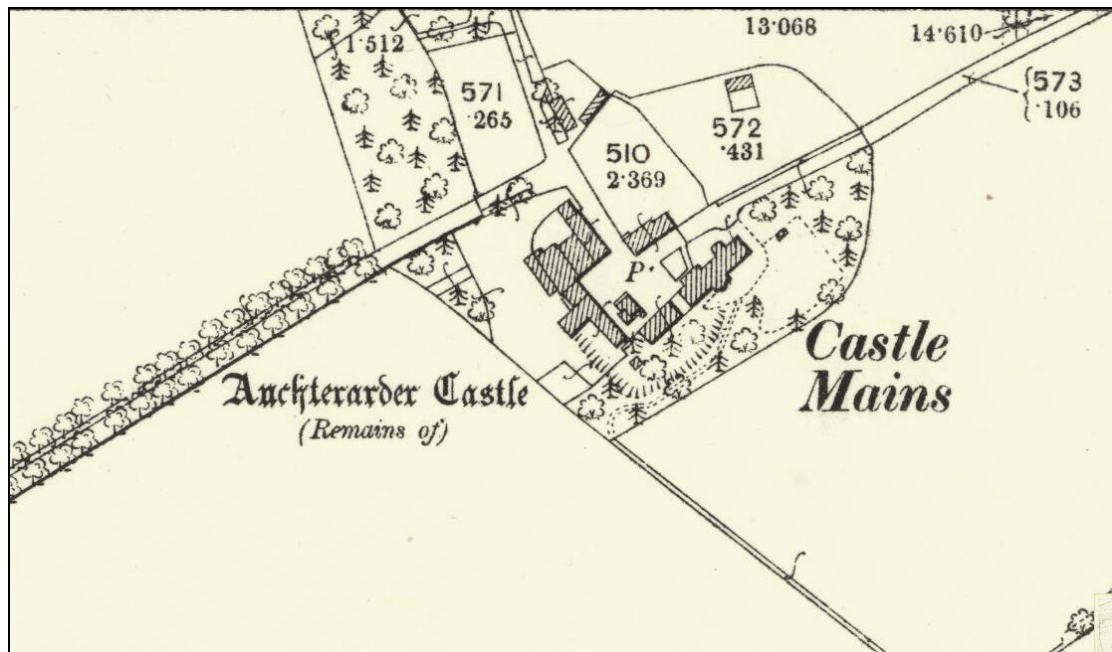 1·512
13·068
14·610
571
·265
572
·431
573
·106
510
2·369
P.
Auchterarder Castle
(Remains of)
Castle
Mains